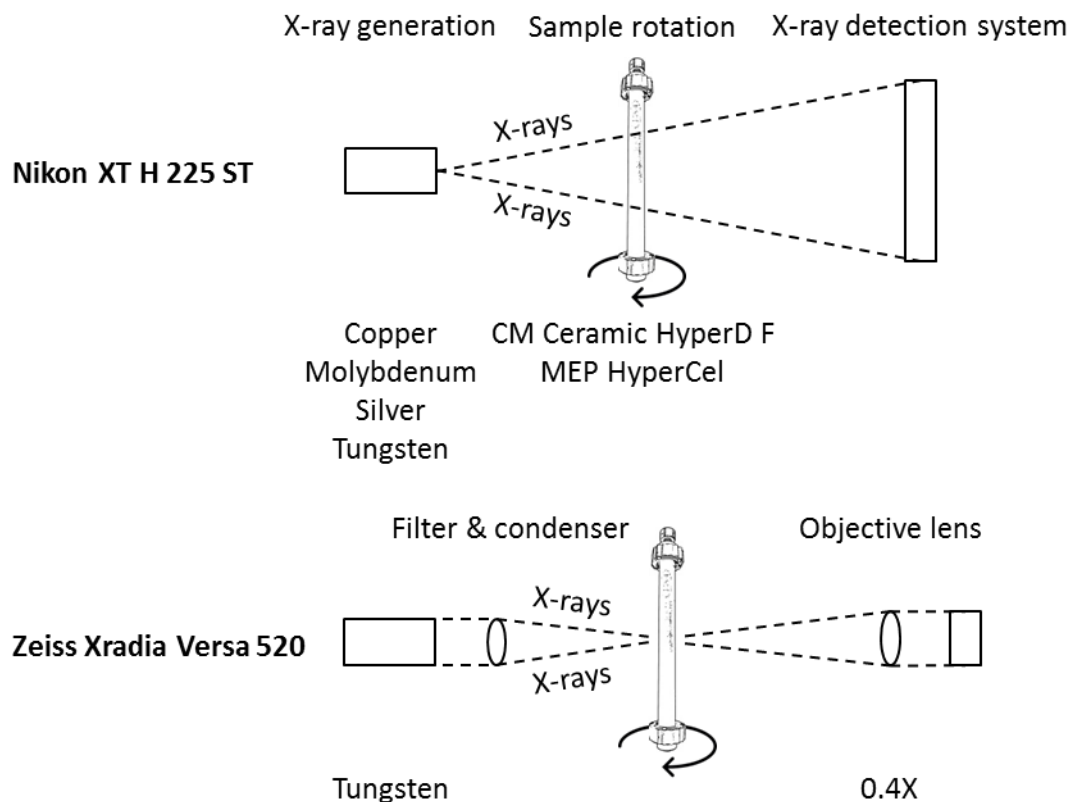 X-ray generation
Sample rotation
X-ray detection system
X-rays
Nikon XT H 225 ST
X-rays
Copper
Molybdenum
Silver
Tungsten
CM Ceramic HyperD F
MEP HyperCel
Filter & condenser
Objective lens
X-rays
Zeiss Xradia Versa 520
X-rays
Tungsten
0.4X